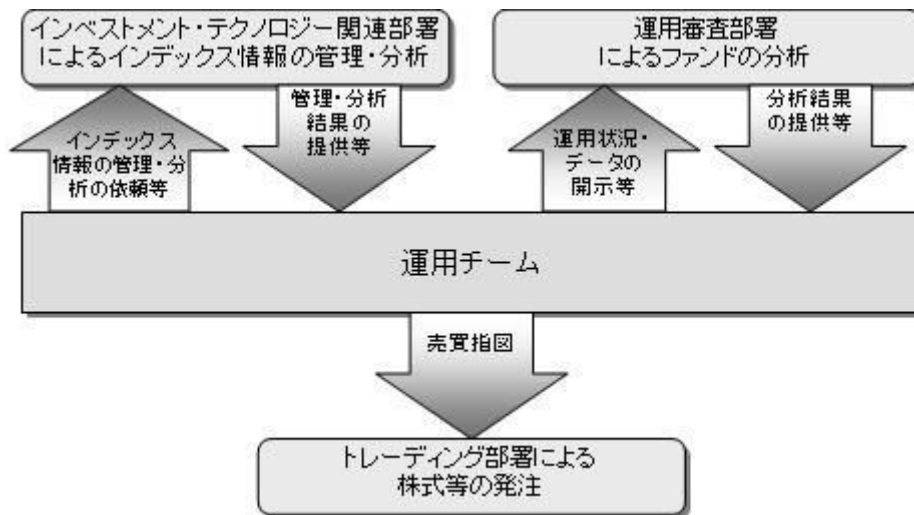 インベストメント・テクノロジー関連部署
によるインデックス情報の管理・分析
運用審査部署
によるファンドの分析
インデックス
情報の管理・分
析の依頼等
管理・分析
結果の
提供等
運用状況・
データの
開示等
分析結果
の提供等
運用チーム
売買指図
トレーディング部署による
株式等の発注